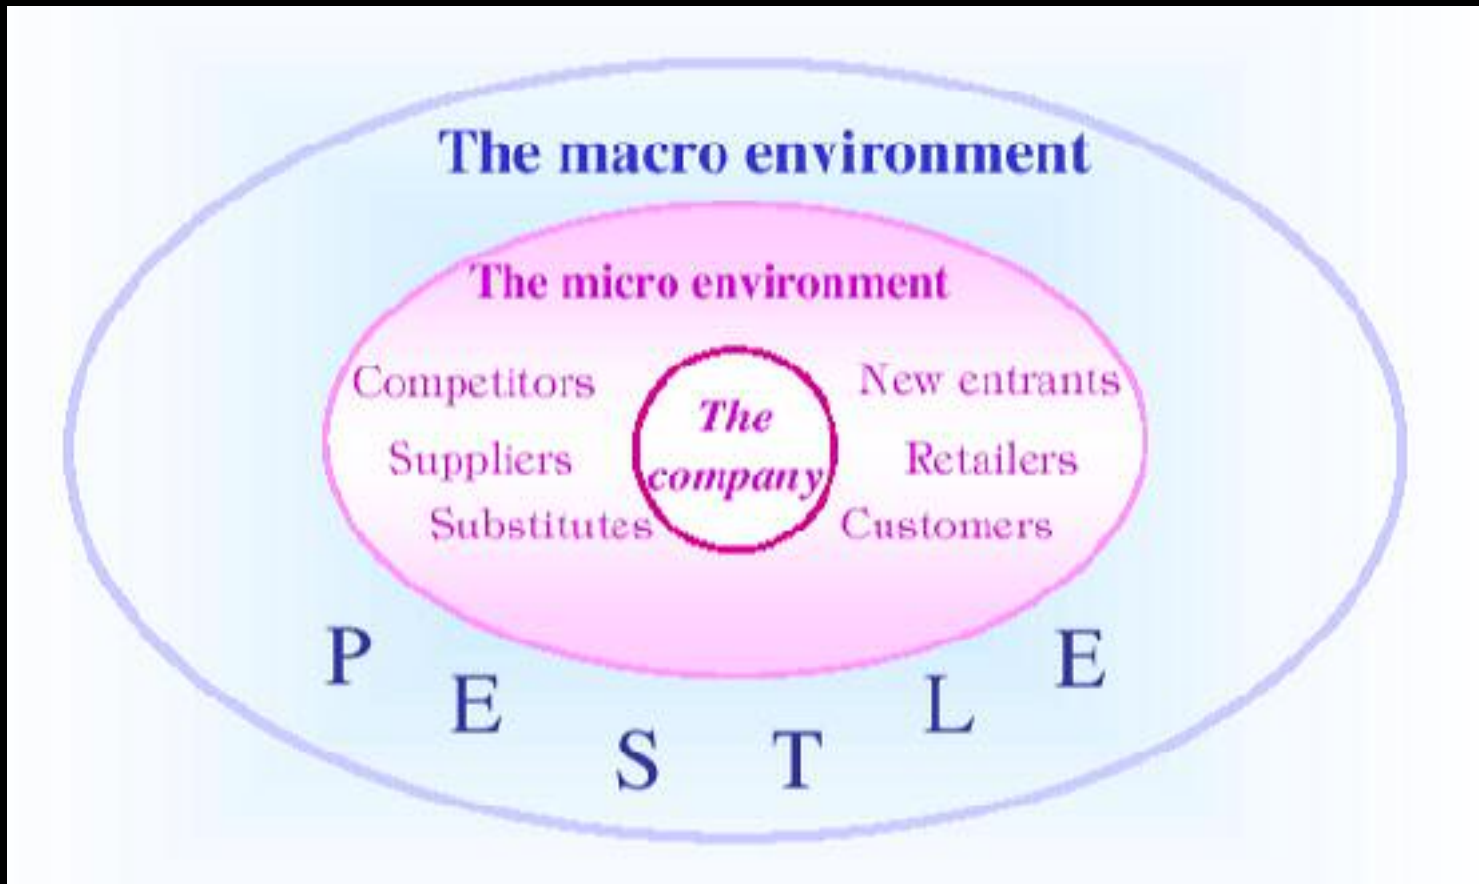 The macro environment
The micro environment
Competitors
Suppliers
Substitutes
The
company
New entrants
Retailers
Customers
P E S T L E